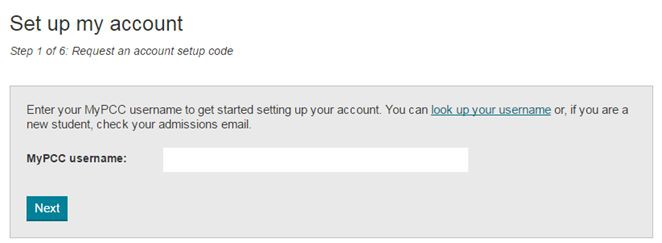 Set up my account
Step 1 of 6: Request an account setup code
Enter your MyPCC username to get started setting up your account. You can look up your username or, if you are a
new student, check your admissions email.
MyPCC username:
Next